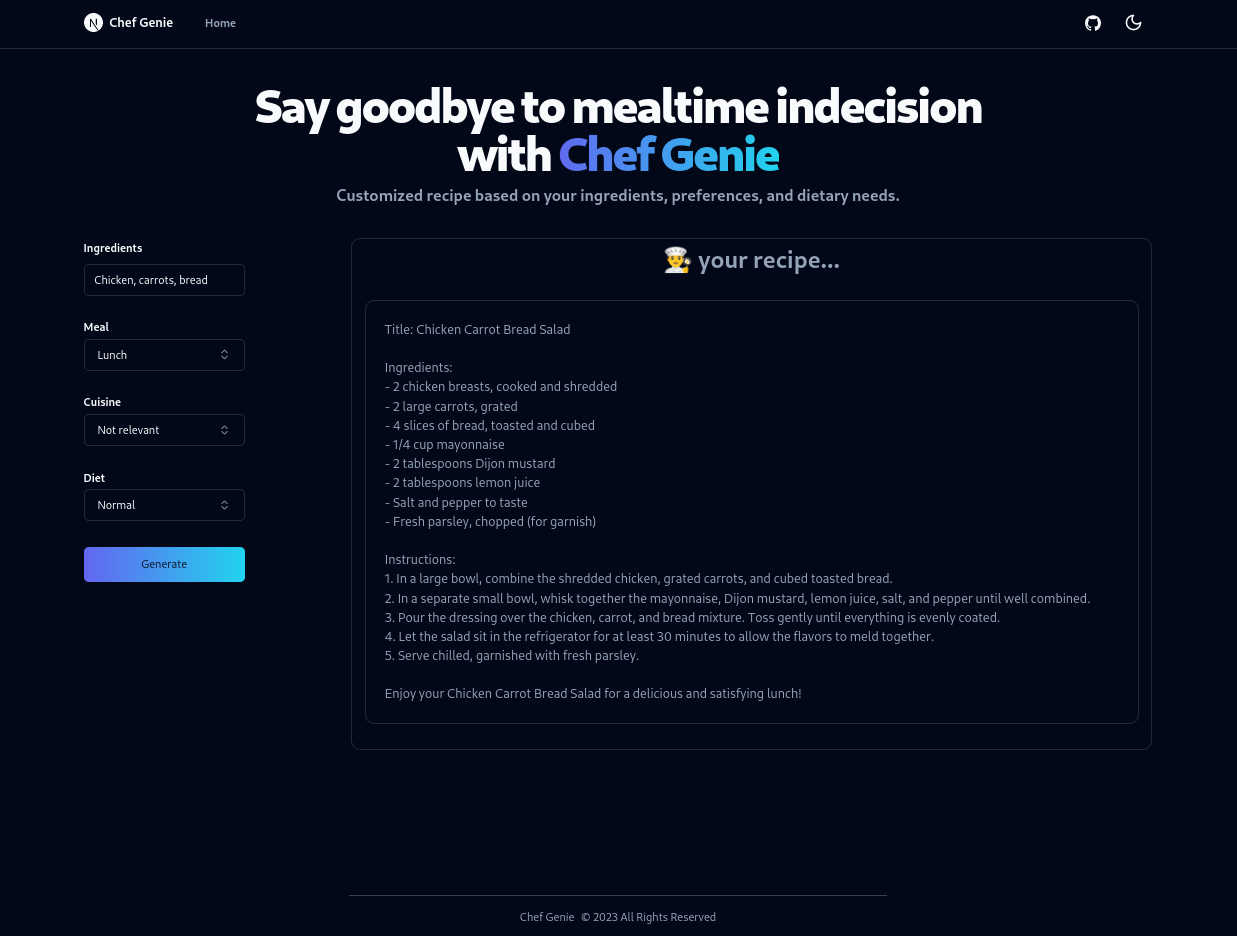 N Chef Genie Home
Say goodbye to mealtime indecision
with Chef Genie
Customized recipe based on your ingredients, preferences, and dietary needs.
Ingredients
Chicken, carrots, bread
Meal
Lunch
Cuisine
Not relevant
Diet
Normal
Generate
your recipe...
Title: Chicken Carrot Bread Salad
Ingredients:
- 2 chicken breasts, cooked and shredded
- 2 large carrots, grated
- 4 slices of bread, toasted and cubed
- 1/4 cup mayonnaise
- 2 tablespoons Dijon mustard
- 2 tablespoons lemon juice
- Salt and pepper to taste
- Fresh parsley, chopped (for garnish)
Instructions:
1. In a large bowl, combine the shredded chicken, grated carrots, and cubed toasted bread.
2. In a separate small bowl, whisk together the mayonnaise, Dijon mustard, lemon juice, salt, and pepper until well combined.
3. Pour the dressing over the chicken, carrot, and bread mixture. Toss gently until everything is evenly coated.
4. Let the salad sit in the refrigerator for at least 30 minutes to allow the flavors to meld together.
5. Serve chilled, garnished with fresh parsley.
Enjoy your Chicken Carrot Bread Salad for a delicious and satisfying lunch!
Chef Genie © 2023 All Rights Reserved